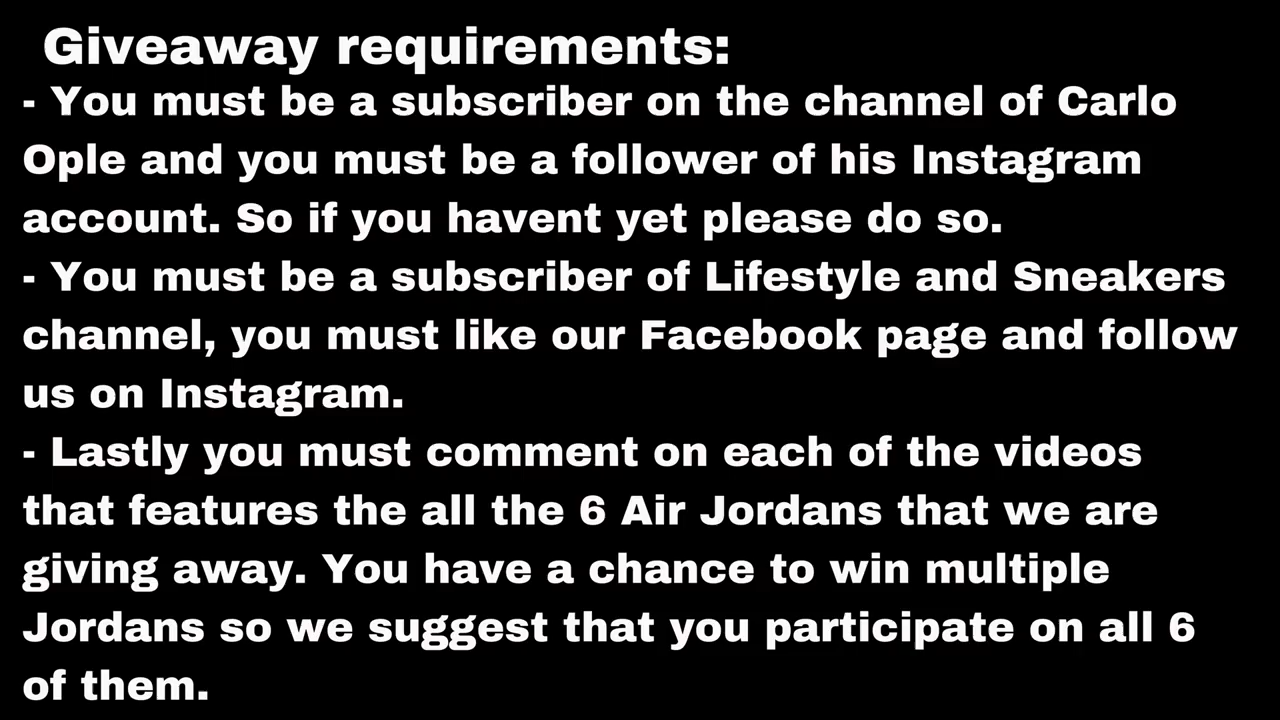 Giveaway requirements:
- You must be a subscriber on the channel of Carlo
Ople and you must be a follower of his Instagram
account. So if you havent yet please do so.
- You must be a subscriber of Lifestyle and Sneakers
channel, you must like our Facebook page and follow
us on Instagram.
- Lastly you must comment on each of the videos
that features the all the 6 Air Jordans that we are
giving away. You have a chance to win multiple
Jordans so we suggest that you participate on all 6
of them.